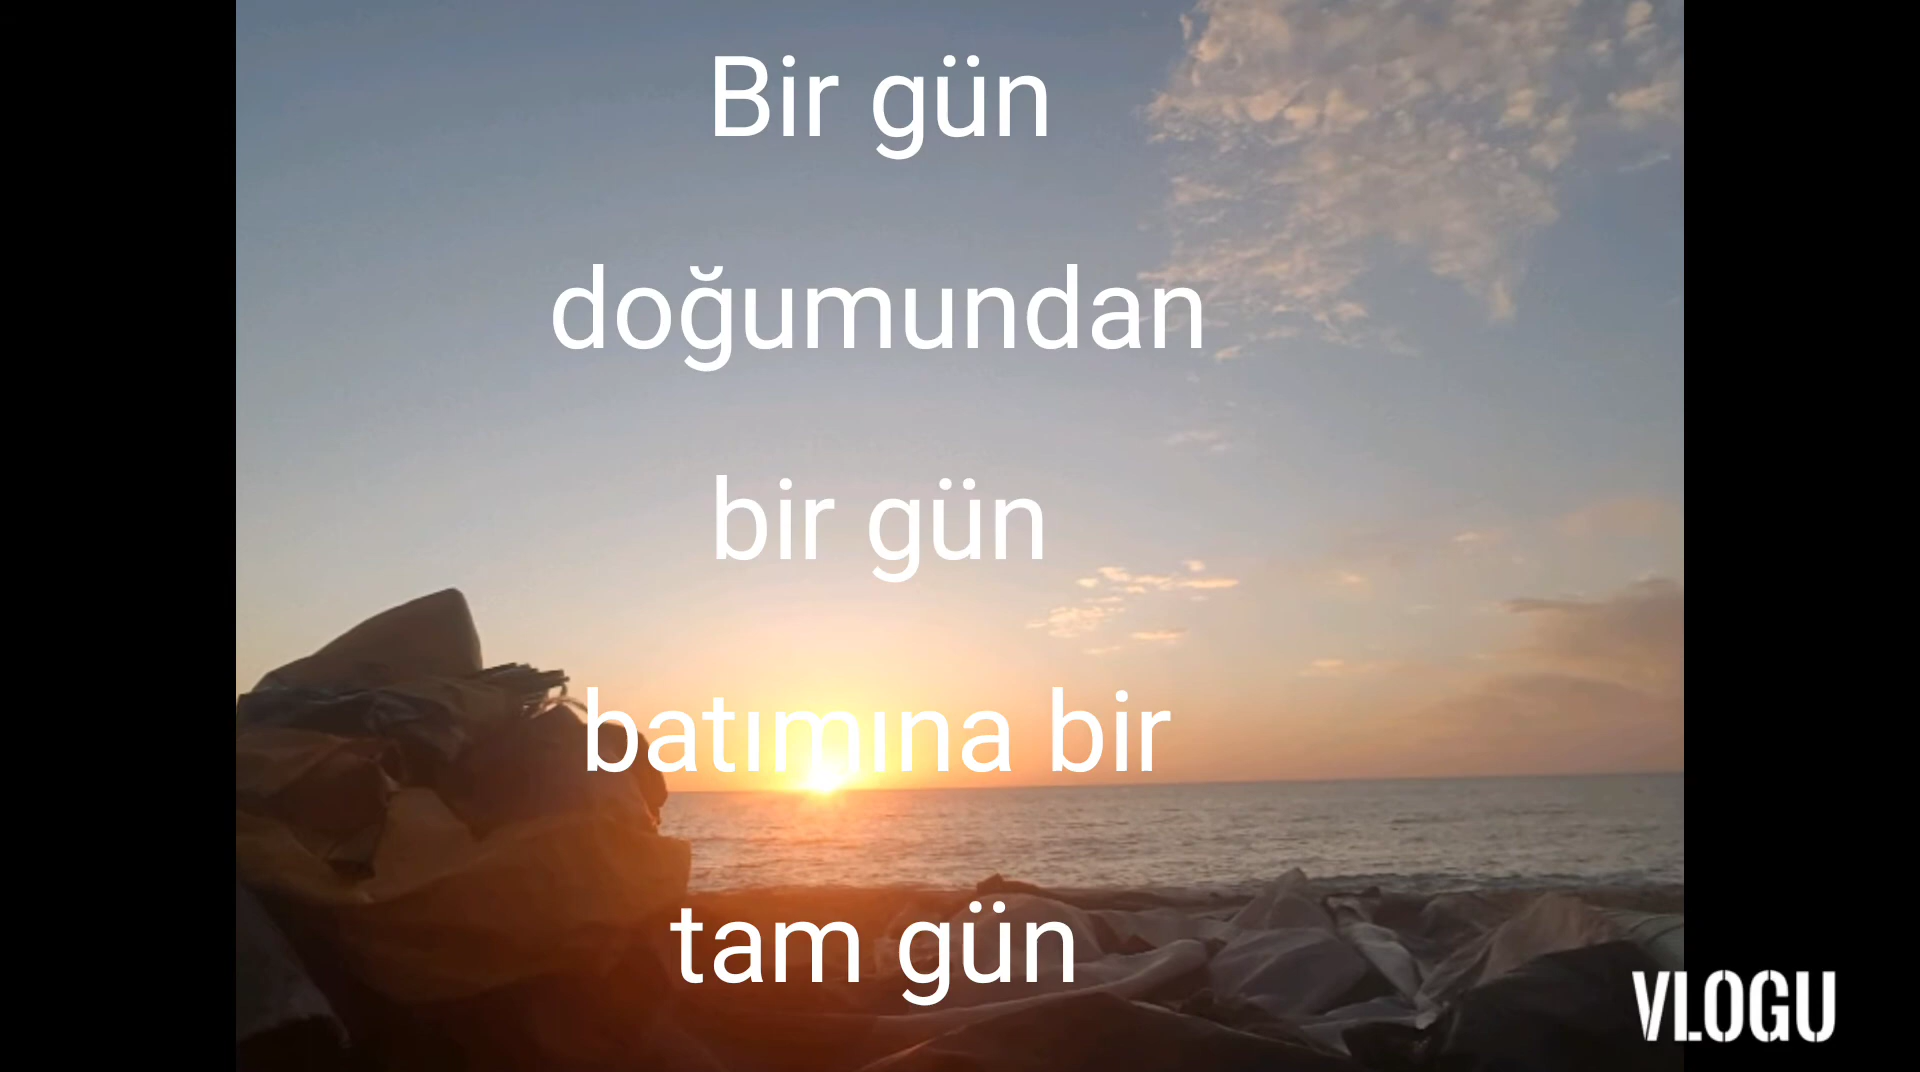 Bir gün
doğumundan
bir gün
batımına bir
tam gün
VLOGU